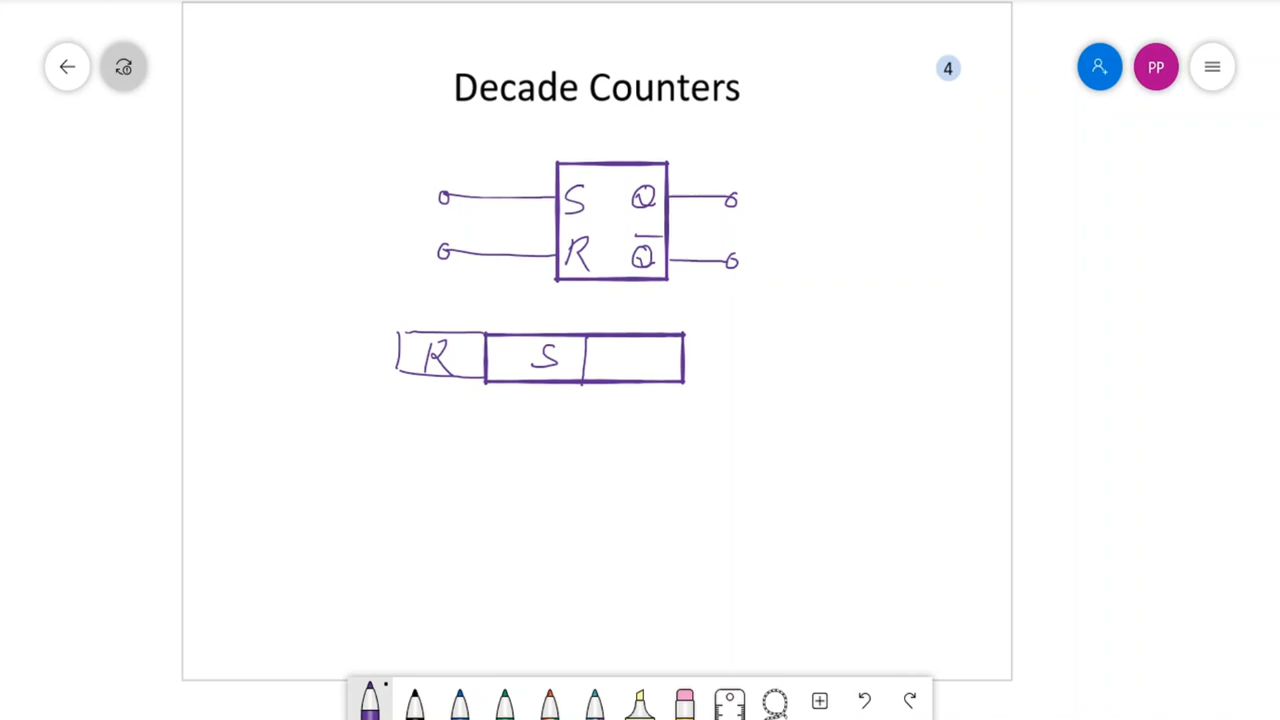 4
PP
Decade Counters
S Q
R Q̅
R S